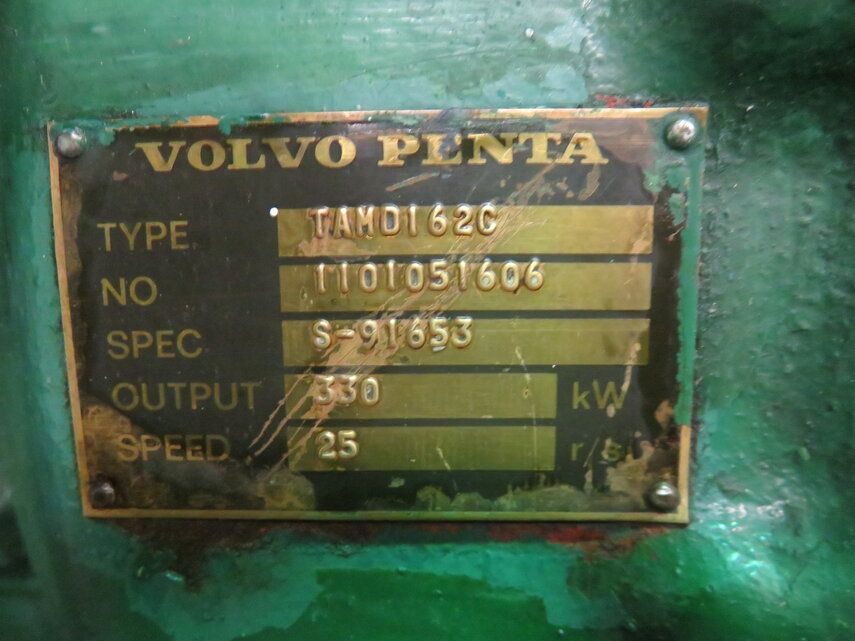 VOLVO PENTA
TYPE TAMD162C
NO 1101051606
SPEC S-91653
OUTPUT 330 kW
SPEED 25 r/s